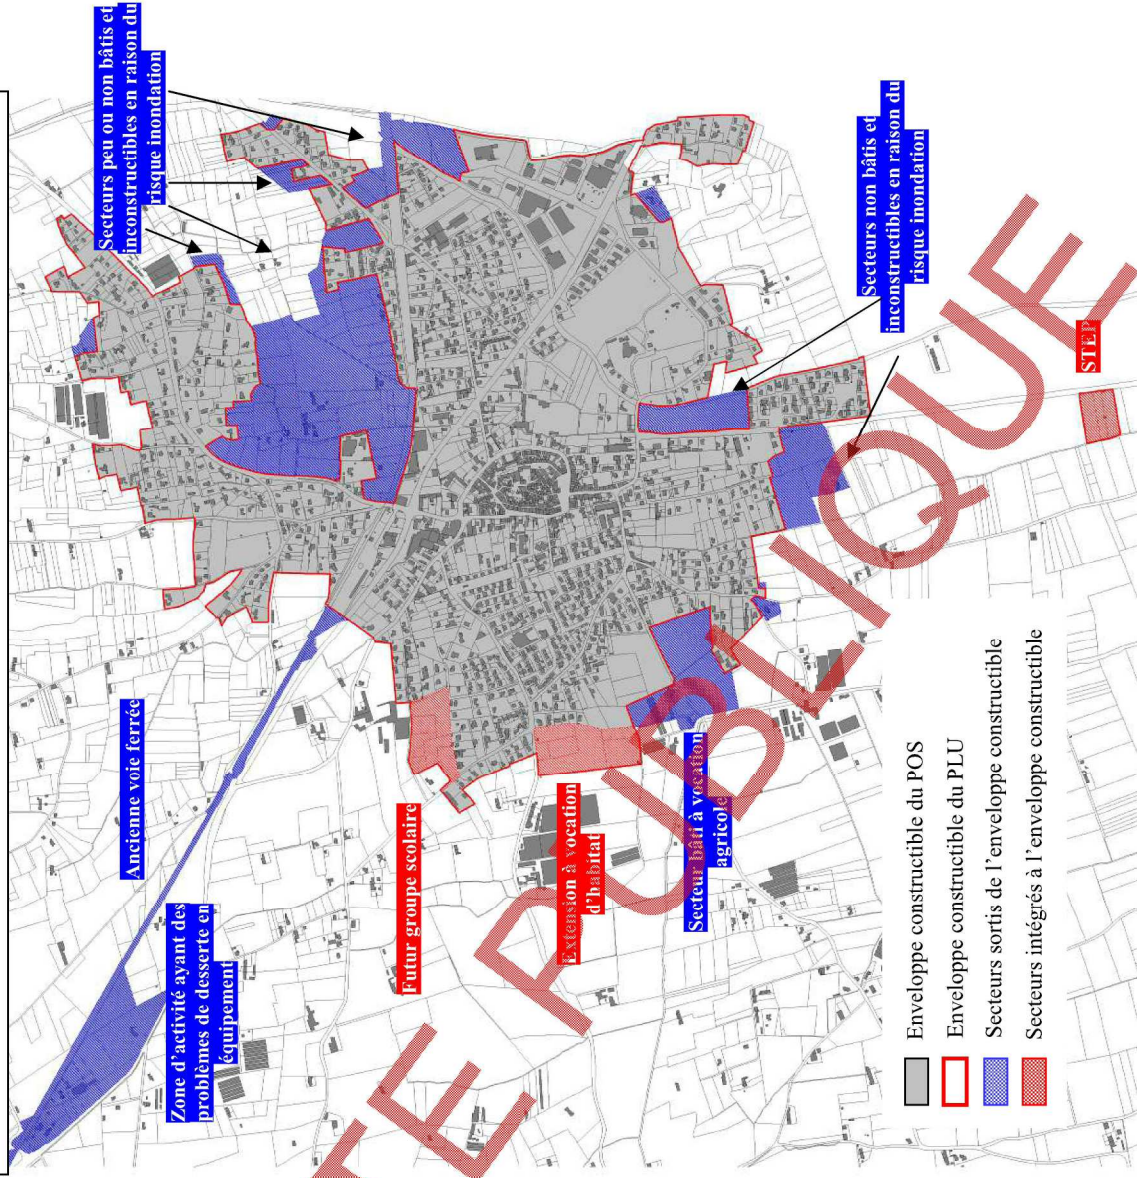 Secteurs peu ou non bâtis et
inconstructibles en raison du
risque inondation
Ancienne voie ferrée
Zone d'activité ayant des
problèmes de desserte en
équipement
Futur groupe scolaire
Extension à vocation
d'habitat
Secteur bâti à vocation
agricole
Secteurs non bâtis et
inconstructibles en raison du
risque inondation
STEP
Enveloppe constructible du POS
Enveloppe constructible du PLU
Secteurs sortis de l'enveloppe constructible
Secteurs intégrés à l'enveloppe constructible
TE PUBLIQUE